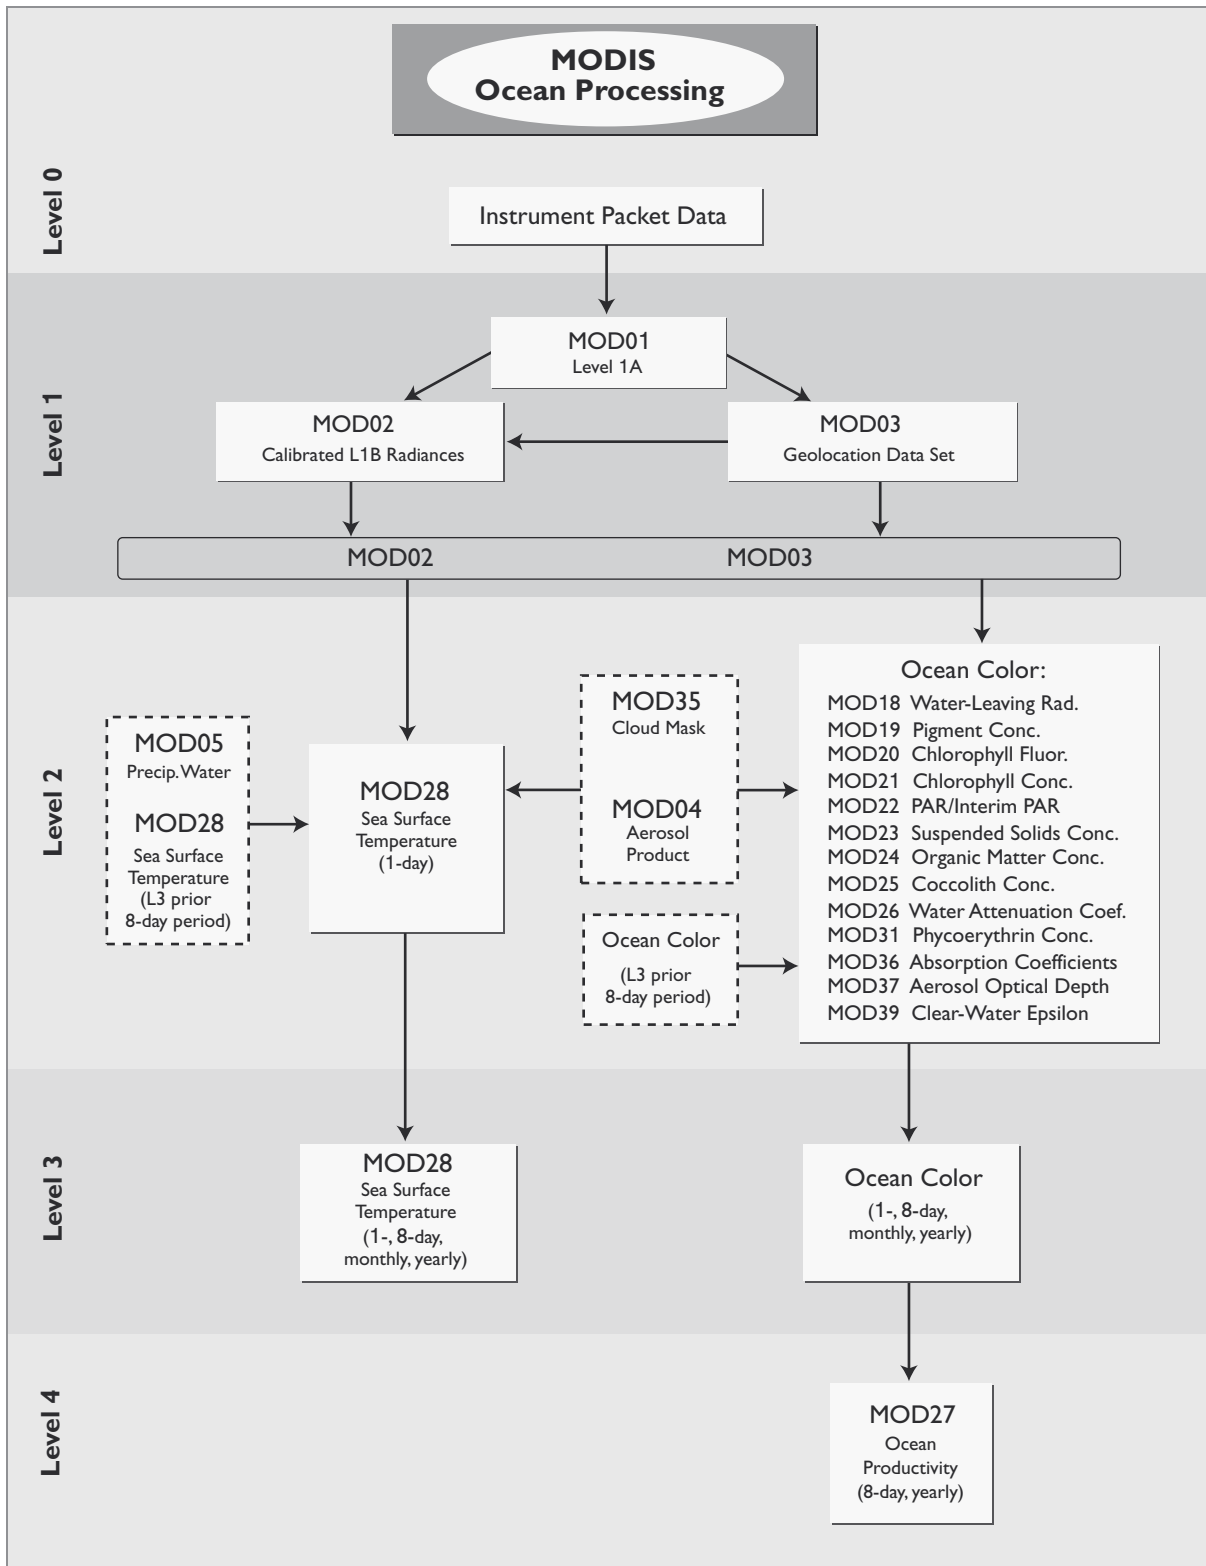 MODIS
Ocean Processing
Level 0
Instrument Packet Data
Level 1
MOD01
Level 1A
MOD02
Calibrated L1B Radiances
MOD03
Geolocation Data Set
MOD02
MOD03
Level 2
MOD05
Precip. Water
MOD28
Sea Surface
Temperature
(L3 prior
8-day period)
MOD28
Sea Surface
Temperature
(1-day)
MOD35
Cloud Mask
MOD04
Aerosol
Product
Ocean Color
(L3 prior
8-day period)
Ocean Color:
MOD18 Water-Leaving Rad.
MOD19 Pigment Conc.
MOD20 Chlorophyll Fluor.
MOD21 Chlorophyll Conc.
MOD22 PAR/Interim PAR
MOD23 Suspended Solids Conc.
MOD24 Organic Matter Conc.
MOD25 Coccolith Conc.
MOD26 Water Attenuation Coef.
MOD31 Phycoerythrin Conc.
MOD36 Absorption Coefficients
MOD37 Aerosol Optical Depth
MOD39 Clear-Water Epsilon
Level 3
MOD28
Sea Surface
Temperature
(1-, 8-day,
monthly, yearly)
Ocean Color
(1-, 8-day,
monthly, yearly)
Level 4
MOD27
Ocean
Productivity
(8-day, yearly)